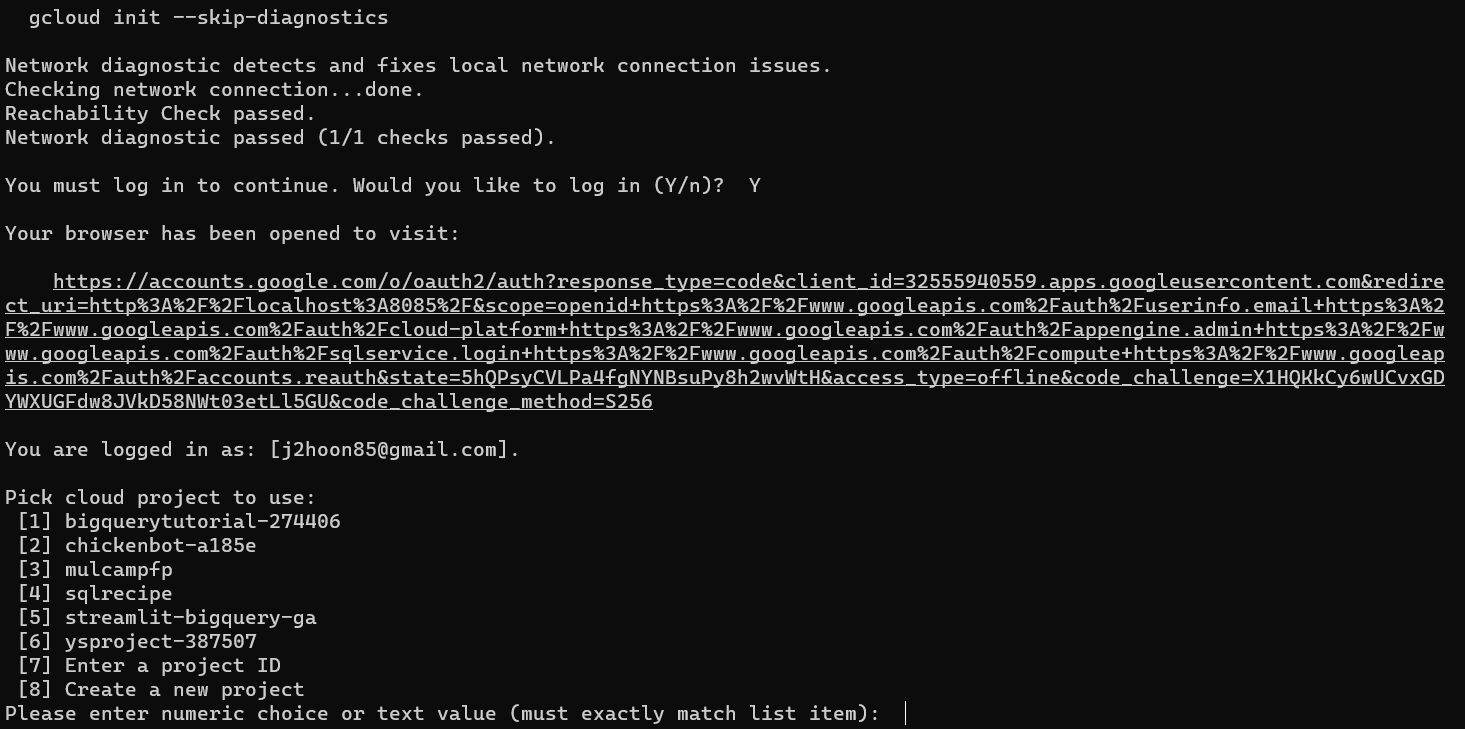 gcloud init --skip-diagnostics
Network diagnostic detects and fixes local network connection issues.
Checking network connection...done.
Reachability Check passed.
Network diagnostic passed (1/1 checks passed).
You must log in to continue. Would you like to log in (Y/n)?  Y
Your browser has been opened to visit:
https://accounts.google.com/o/oauth2/auth?response_type=code&client_id=32555940559.apps.googleusercontent.com&redire
ct_uri=http%3A%2F%2Flocalhost%3A8085%2F&scope=openid+https%3A%2F%2Fwww.googleapis.com%2Fauth%2Fuserinfo.email+https%3A%2
F%2Fwww.googleapis.com%2Fauth%2Fcloud-platform+https%3A%2F%2Fwww.googleapis.com%2Fauth%2Fappengine.admin+https%3A%2F%2Fw
ww.googleapis.com%2Fauth%2Fsqlservice.login+https%3A%2F%2Fwww.googleapis.com%2Fauth%2Fcompute+https%3A%2F%2Fwww.googleap
is.com%2Fauth%2Faccounts.reauth&state=5hQPsyCVLPa4fgNYNBsuPy8h2wvWtH&access_type=offline&code_challenge=X1HQKkCy6wUCvxGD
YWXUGFdw8JVkD58NWt03etLl5GU&code_challenge_method=S256
You are logged in as: [j2hoon85@gmail.com].
Pick cloud project to use:
[1] bigquerytutorial-274406
[2] chickenbot-a185e
[3] mulcampfp
[4] sqlrecipe
[5] streamlit-bigquery-ga
[6] ysproject-387507
[7] Enter a project ID
[8] Create a new project
Please enter numeric choice or text value (must exactly match list item):